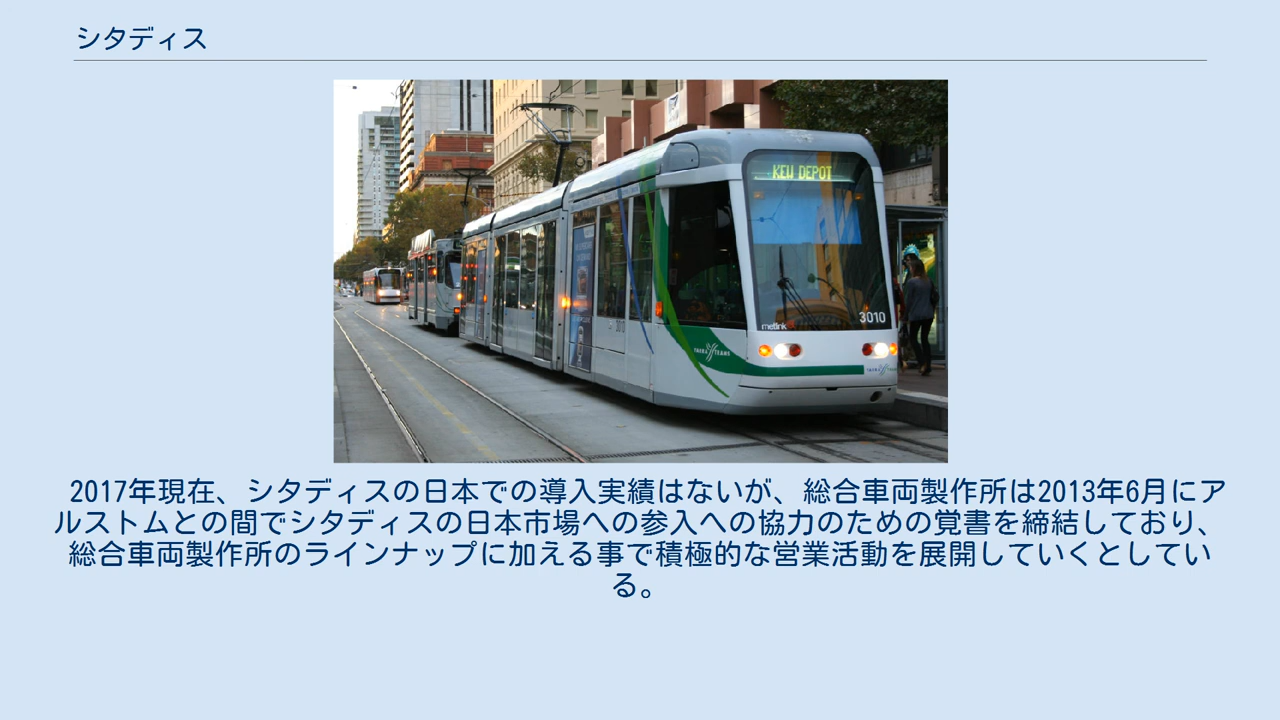 シタディス
KEW DEPOT
3010
metlink
YARRA TRAMS
2017年現在、シタディスの日本での導入実績はないが、総合車両製作所は2013年6月にア
ルストムとの間でシタディスの日本市場への参入への協力のための覚書を締結しており、
総合車両製作所のラインナップに加える事で積極的な営業活動を展開していくとしてい
る。